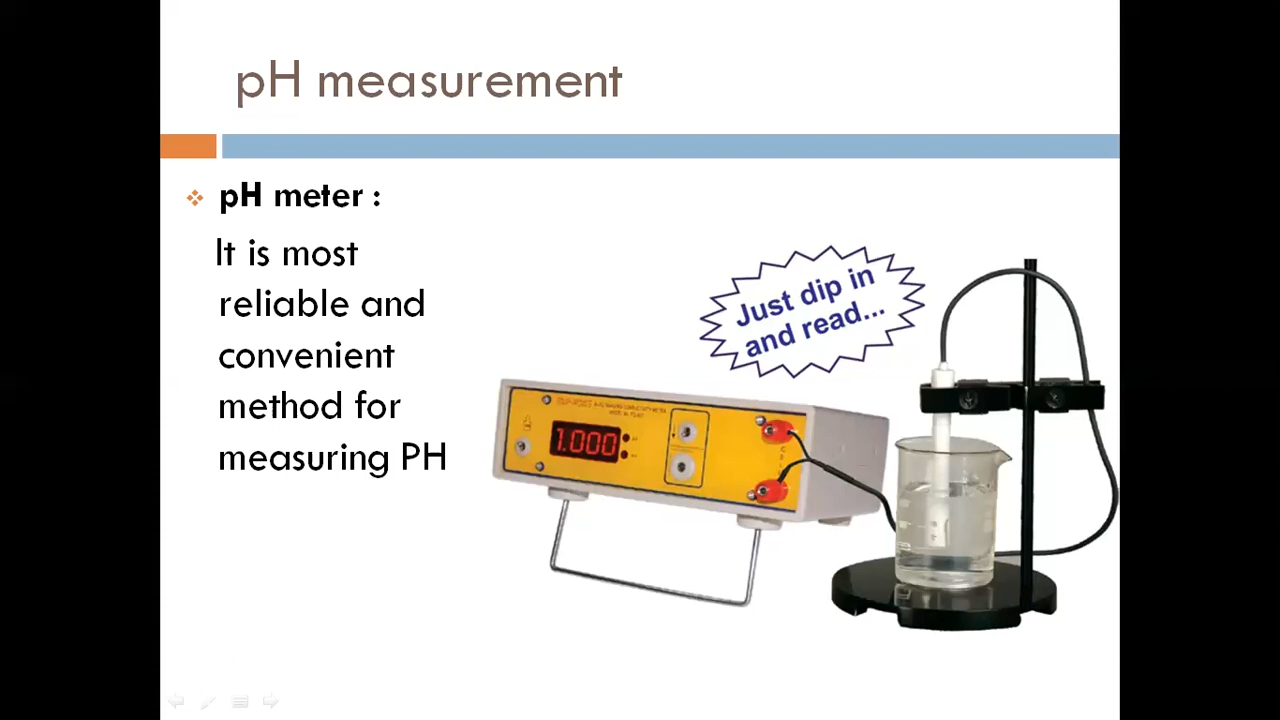 pH measurement
pH meter :
It is most
reliable and
convenient
method for
measuring PH
Just dip in
and read...
1.000